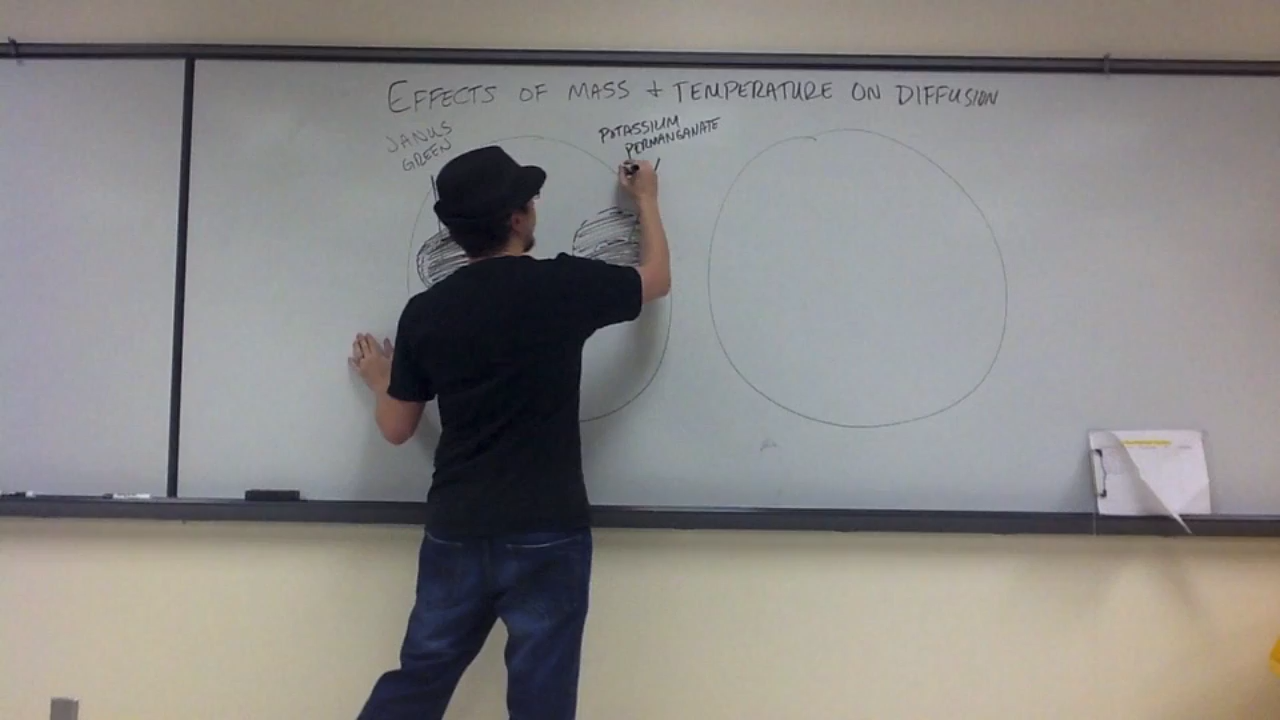 EFFECTS OF MASS + TEMPERATURE ON DIFFUSION
JANUS
GREEN
POTASSIUM
PERMANGANATE